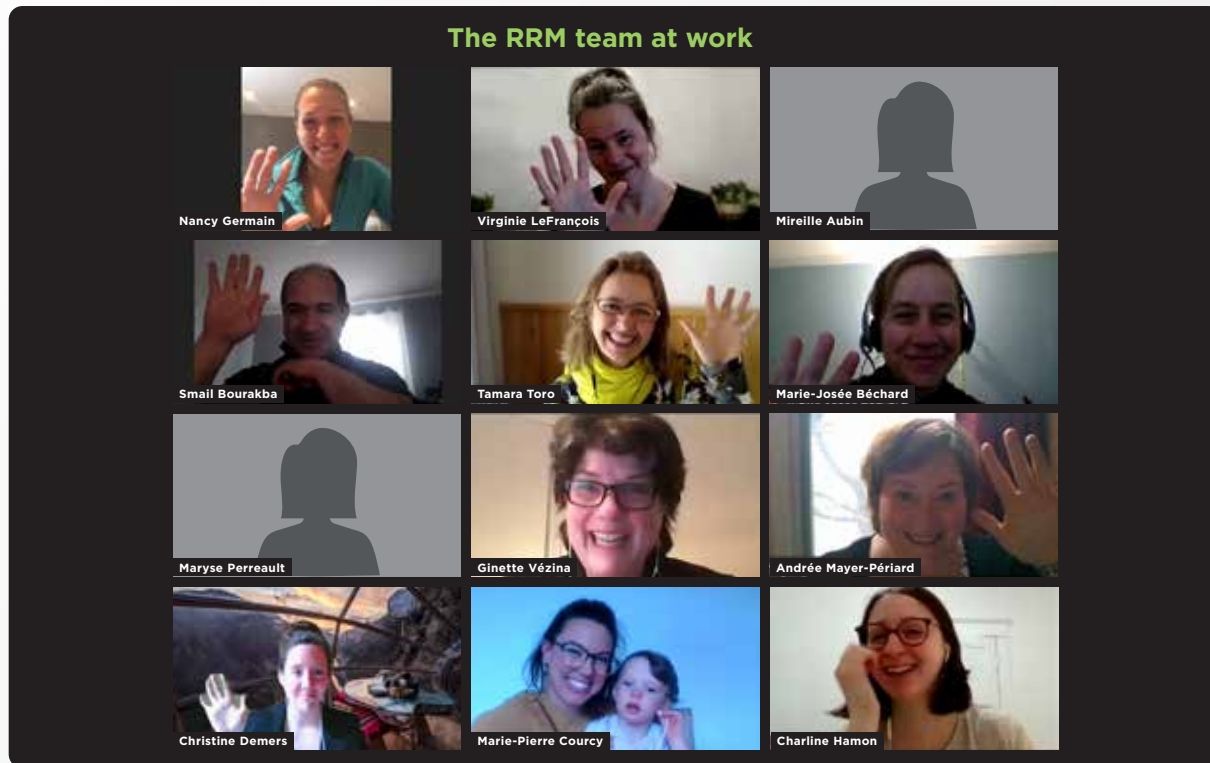 The RRM team at work
Nancy Germain
Virginie LeFrançois
Mireille Aubin
Smail Bourakba
Tamara Toro
Marie-Josée Béchard
Maryse Perreault
Ginette Vézina
Andrée Mayer-Périard
Christine Demers
Marie-Pierre Courcy
Charline Hamon